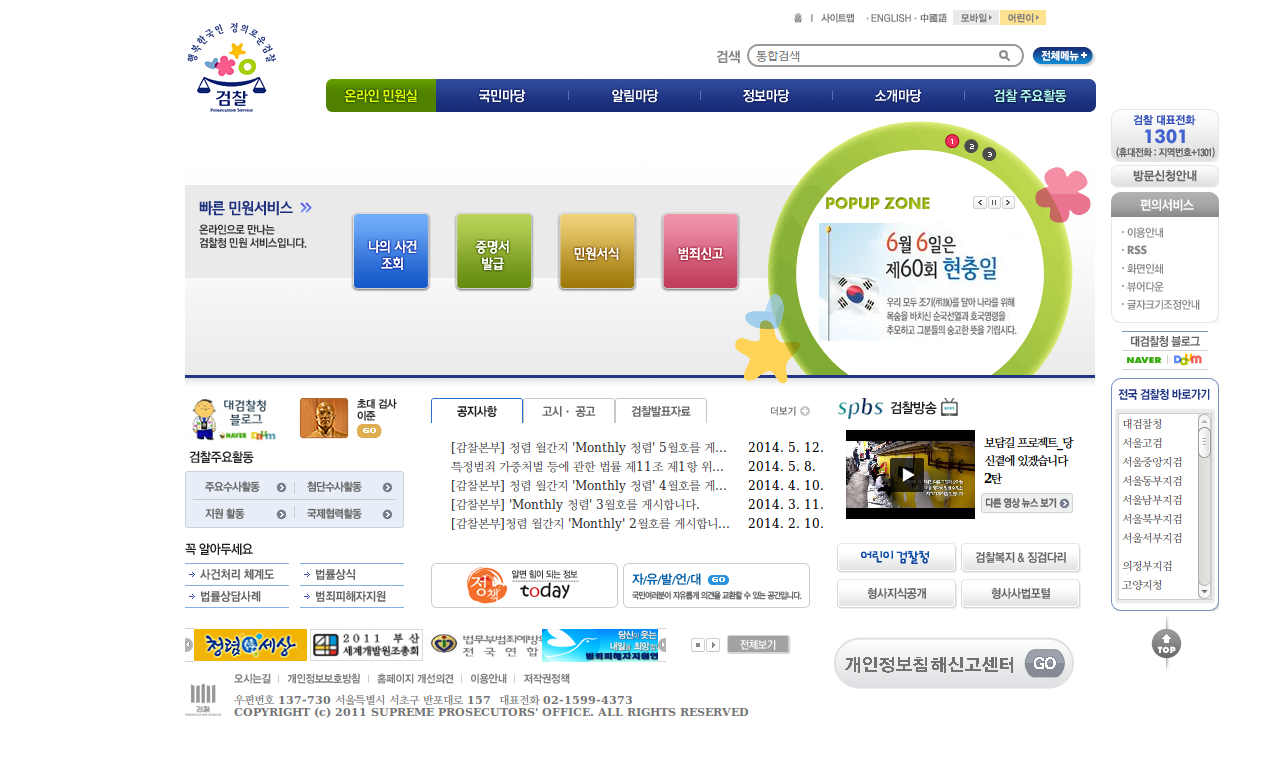 홈 | 사이트맵 ENGLISH 中國語 모바일 어린이
행복한국민 정의로운검찰
검찰
Prosecution Service
검색 통합검색 전체메뉴
온라인 민원실 국민마당 알림마당 정보마당 소개마당 검찰 주요활동
검찰 대표전화
1301
(휴대전화 : 지역번호+1301)
방문신청안내
편의서비스
이용안내
RSS
화면인쇄
뷰어다운
글자크기조정안내
대검찰청 블로그
NAVER Daum
전국 검찰청 바로가기
대검찰청
서울고검
서울중앙지검
서울동부지검
서울남부지검
서울북부지검
서울서부지검
의정부지검
고양지청
TOP
빠른 민원서비스
온라인으로 만나는
검찰청 민원 서비스입니다.
나의 사건
조회
증명서
발급
민원서식
범죄신고
1 2 3
POPUP ZONE
6월 6일은
제60회 현충일
우리 모두 조기(弔旗)를 달아 나라를 위해
목숨을 바치신 순국선열과 호국영령을
추모하고 그분들의 숭고한 뜻을 기립시다.
대검찰청
블로그
NAVER Daum
초대 검사
이준
GO
검찰주요활동
주요수사활동 첨단수사활동
지원 활동 국제협력활동
꼭 알아두세요
사건처리 체계도 법률상식
법률상담사례 범죄피해자지원
공지사항 고시 · 공고 검찰발표자료 더보기
[감찰본부] 청렴 월간지 'Monthly 청렴' 5월호를 게... 2014. 5. 12.
특정범죄 가중처벌 등에 관한 법률 제11조 제1항 위... 2014. 5. 8.
[감찰본부] 청렴 월간지 'Monthly 청렴' 4월호를 게... 2014. 4. 10.
[감찰본부] 'Monthly 청렴' 3월호를 게시합니다. 2014. 3. 11.
[감찰본부]청렴 월간지 'Monthly' 2월호를 게시합니... 2014. 2. 10.
정책 알면 힘이 되는 정보
today
자/유/발/언/대 GO
국민여러분이 자유롭게 의견을 교환할 수 있는 공간입니다.
spbs 검찰방송 NEWS
보담길 프로젝트_당
신곁에 있겠습니다
2탄
다른 영상 뉴스 보기
어린이 검찰청 검찰복지 & 징검다리
형사지식공개 형사사법포털
청렴 세상
2011 부산
세계개발원조총회
법무부범죄예방위
전국연합
당신이 웃는
내일을 희망합
범죄피해자지원연
전체보기
개인정보침해신고센터 GO
오시는길 개인정보보호방침 홈페이지 개선의견 이용안내 저작권정책
검찰
PROSECUTION SERVICE
우편번호 137-730 서울특별시 서초구 반포대로 157 대표전화 02-1599-4373
COPYRIGHT (c) 2011 SUPREME PROSECUTORS' OFFICE. ALL RIGHTS RESERVED